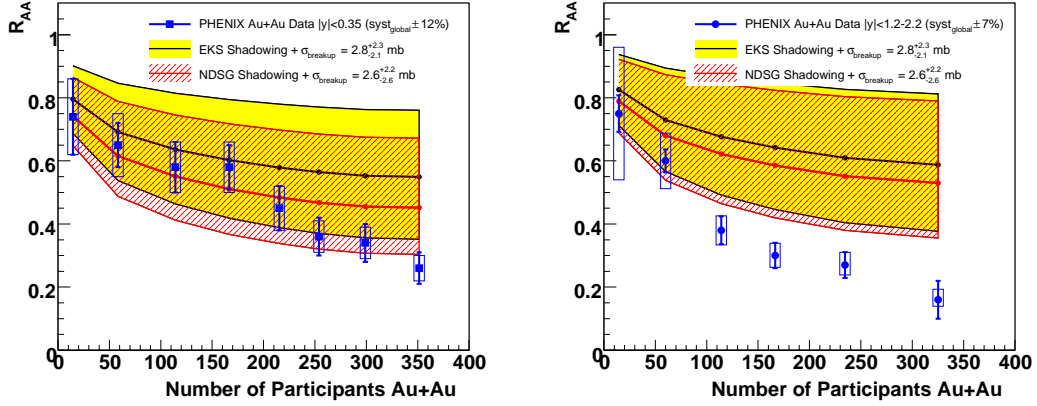 R_AA
PHENIX Au+Au Data |y|<0.35 (syst_global ±12%)
EKS Shadowing + σ_breakup = 2.8^{+2.3}_{-2.1} mb
NDSG Shadowing + σ_breakup = 2.6^{+2.2}_{-2.6} mb
1
0.8
0.6
0.4
0.2
0
0 50 100 150 200 250 300 350 400
Number of Participants Au+Au
R_AA
PHENIX Au+Au Data |y|<1.2-2.2 (syst_global ±7%)
EKS Shadowing + σ_breakup = 2.8^{+2.3}_{-2.1} mb
NDSG Shadowing + σ_breakup = 2.6^{+2.2}_{-2.6} mb
1
0.8
0.6
0.4
0.2
0
0 50 100 150 200 250 300 350 400
Number of Participants Au+Au